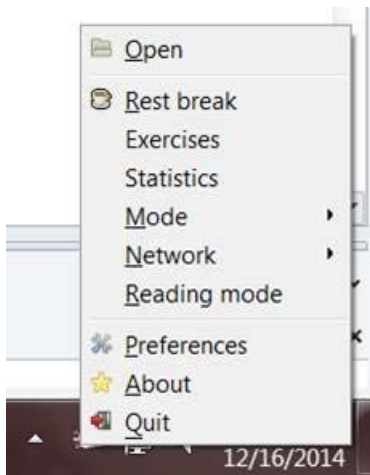 Open
Rest break
Exercises
Statistics
Mode
Network
Reading mode
Preferences
About
Quit
12/16/2014